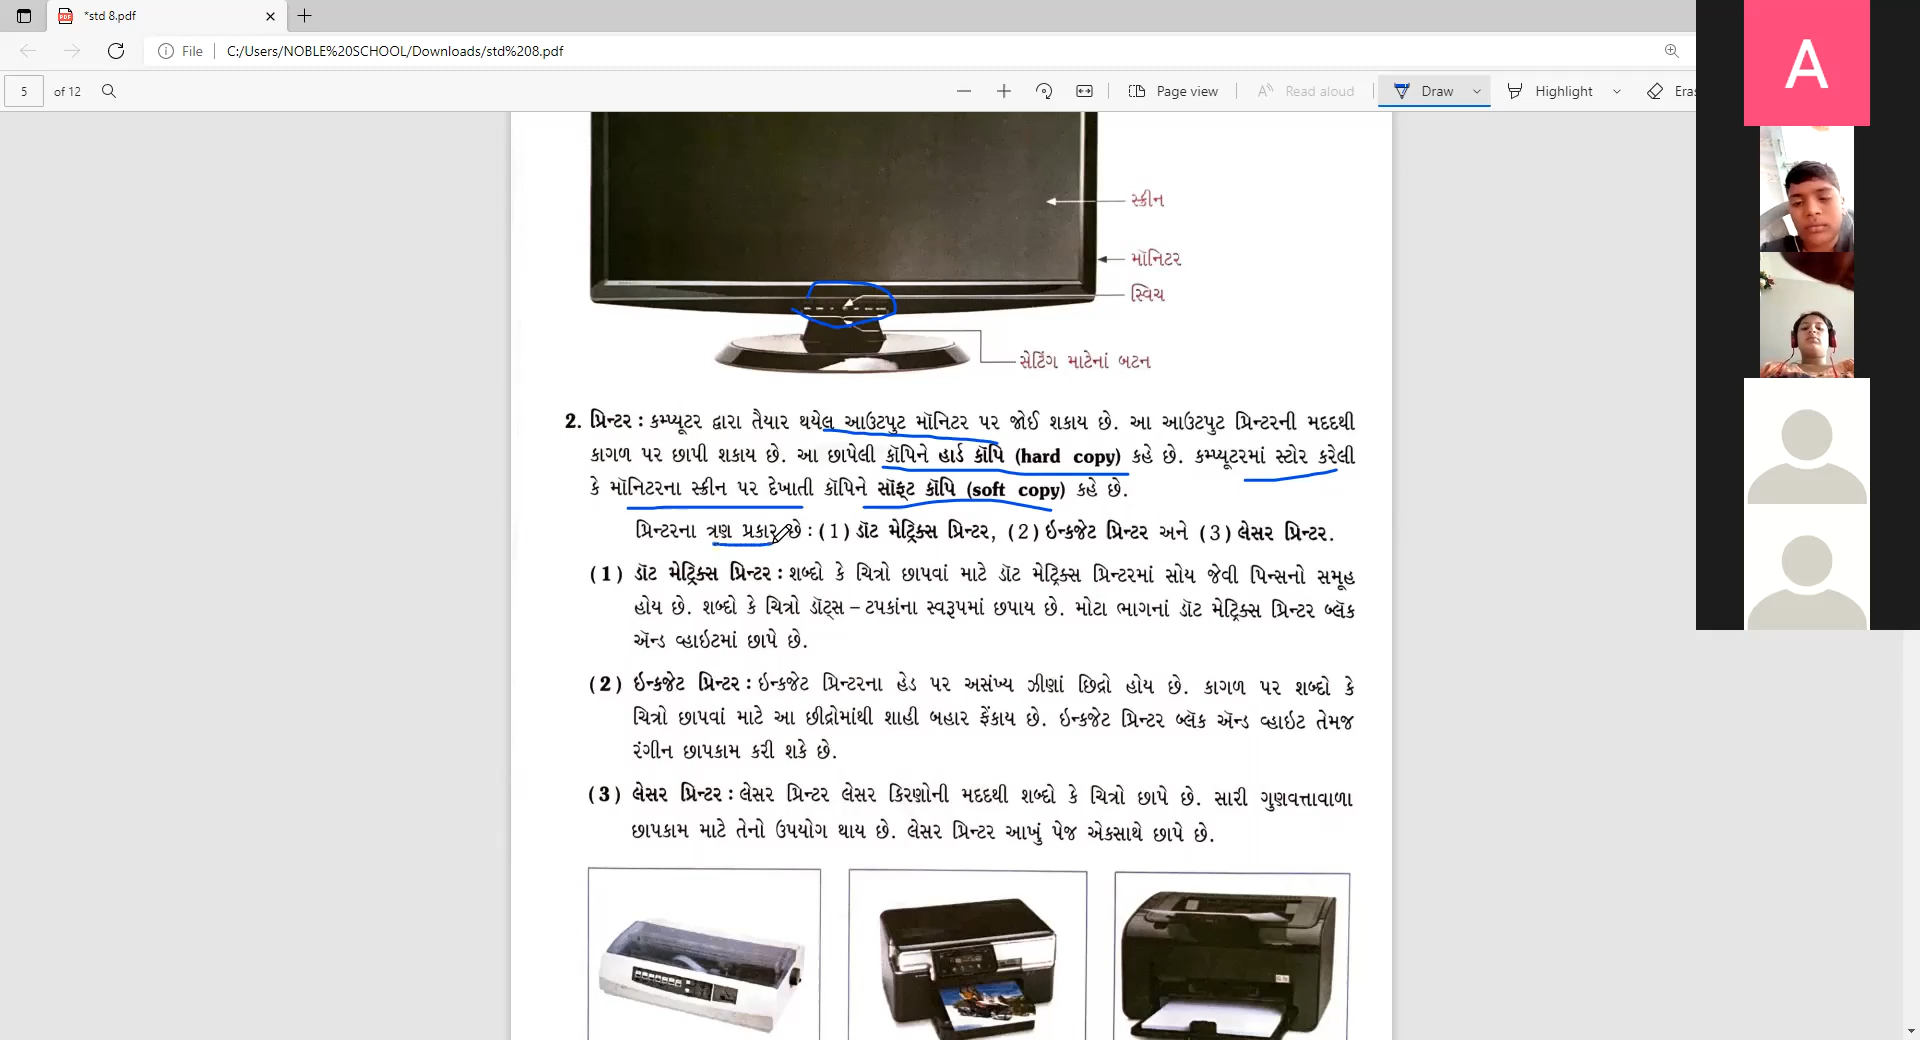 *std 8.pdf
File
C:/Users/NOBLE%20SCHOOL/Downloads/std%208.pdf
5 of 12
Page view
Read aloud
Draw
Highlight
Eras
A
સ્ક્રીન
મૉનિટર
સ્વિચ
સેટિંગ માટેનાં બટન
2. પ્રિન્ટર : કમ્પ્યૂટર દ્વારા તૈયાર થયેલ આઉટપુટ મૉનિટર પર જોઈ શકાય છે. આ આઉટપુટ પ્રિન્ટરની મદદથી
કાગળ પર છાપી શકાય છે. આ છાપેલી કૉપિને હાર્ડ કૉપિ (hard copy) કહે છે. કમ્પ્યૂટરમાં સ્ટોર કરેલી
કે મૉનિટરના સ્ક્રીન પર દેખાતી કૉપિને સૉફ્ટ કૉપિ (soft copy) કહે છે.
પ્રિન્ટરના ત્રણ પ્રકાર છે : (1) ડૉટ મેટ્રિક્સ પ્રિન્ટર, (2) ઇન્કજેટ પ્રિન્ટર અને (3) લેસર પ્રિન્ટર.
(1) ડૉટ મેટ્રિક્સ પ્રિન્ટર : શબ્દો કે ચિત્રો છાપવાં માટે ડૉટ મેટ્રિક્સ પ્રિન્ટરમાં સોય જેવી પિન્સનો સમૂહ
હોય છે. શબ્દો કે ચિત્રો ડૉટ્સ – ટપકાંના સ્વરૂપમાં છપાય છે. મોટા ભાગનાં ડૉટ મેટ્રિક્સ પ્રિન્ટર બ્લૅક
ઍન્ડ વ્હાઇટમાં છાપે છે.
(2) ઇન્કજેટ પ્રિન્ટર : ઇન્કજેટ પ્રિન્ટરના હેડ પર અસંખ્ય ઝીણાં છિદ્રો હોય છે. કાગળ પર શબ્દો કે
ચિત્રો છાપવાં માટે આ છીદ્રોમાંથી શાહી બહાર ફેંકાય છે. ઇન્કજેટ પ્રિન્ટર બ્લૅક ઍન્ડ વ્હાઇટ તેમજ
રંગીન છાપકામ કરી શકે છે.
(3) લેસર પ્રિન્ટર : લેસર પ્રિન્ટર લેસર કિરણોની મદદથી શબ્દો કે ચિત્રો છાપે છે. સારી ગુણવત્તાવાળા
છાપકામ માટે તેનો ઉપયોગ થાય છે. લેસર પ્રિન્ટર આખું પેજ એકસાથે છાપે છે.